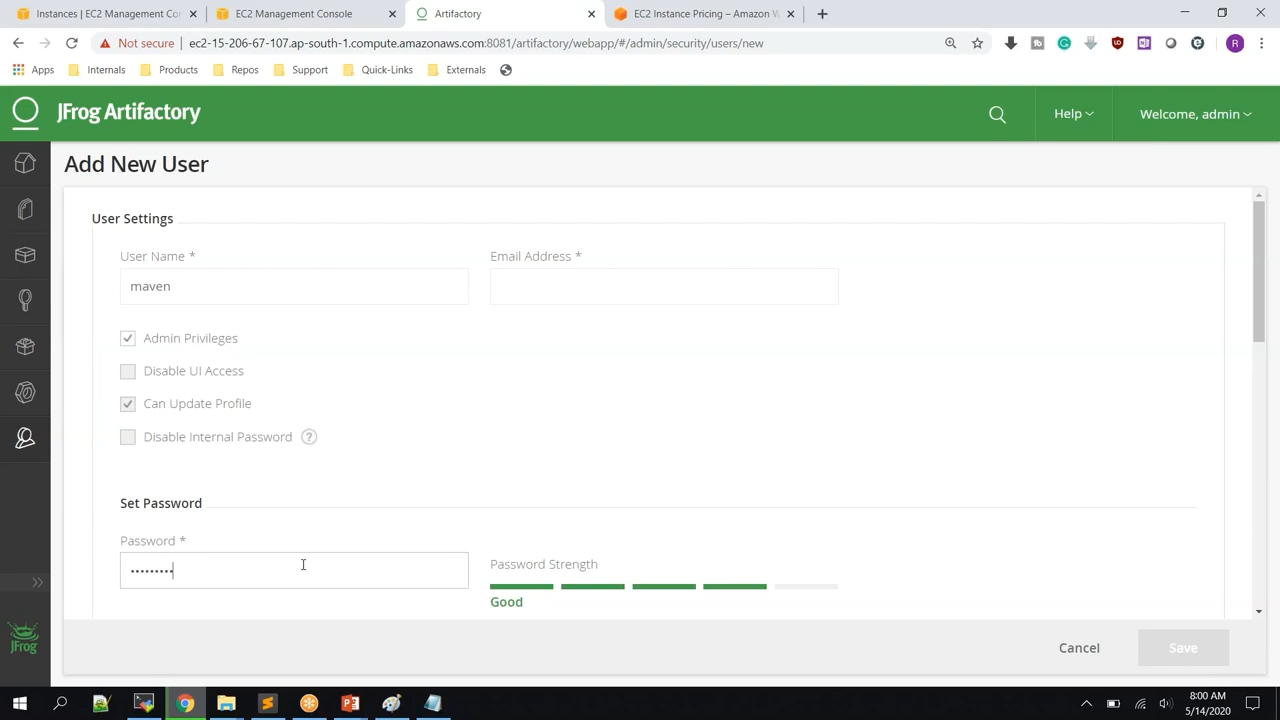 Instances | EC2 Management Con
EC2 Management Console
Artifactory
EC2 Instance Pricing – Amazon W
Not secure
ec2-15-206-67-107.ap-south-1.compute.amazonaws.com:8081/artifactory/webapp/#/admin/security/users/new
R
Apps
Internals
Products
Repos
Support
Quick-Links
Externals
JFrog Artifactory
Help
Welcome, admin
Add New User
User Settings
User Name *
Email Address *
maven
Admin Privileges
Disable UI Access
Can Update Profile
Disable Internal Password
?
Set Password
Password *
•••••••••
Password Strength
Good
JFrog
Cancel
Save
8:00 AM
5/14/2020